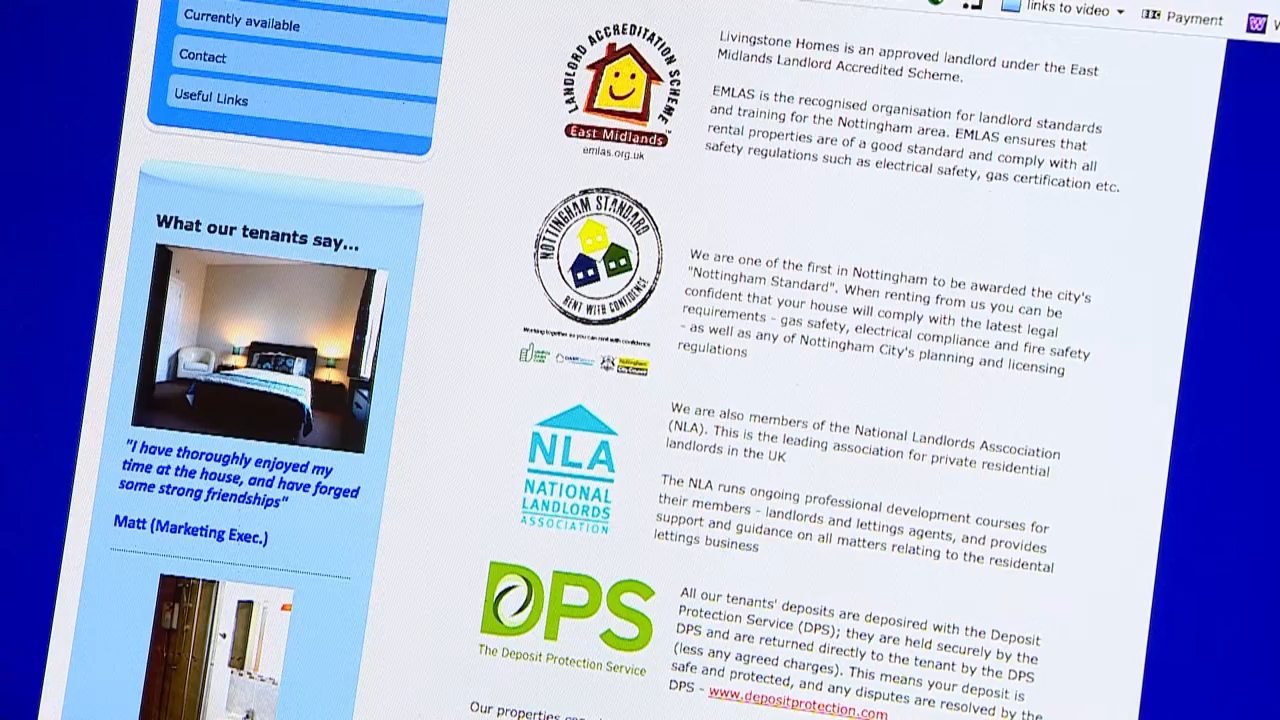 links to video
Payment
Currently available
Contact
Useful Links
What our tenants say...
"I have thoroughly enjoyed my
time at the house, and have forged
some strong friendships"
Matt (Marketing Exec.)
LANDLORD ACCREDITATION SCHEME
East Midlands
emlas.org.uk
Livingstone Homes is an approved landlord under the East
Midlands Landlord Accredited Scheme.
EMLAS is the recognised organisation for landlord standards
and training for the Nottingham area. EMLAS ensures that
rental properties are of a good standard and comply with all
safety regulations such as electrical safety, gas certification etc.
NOTTINGHAM STANDARD
RENT WITH CONFIDENCE
Working together so you can rent with confidence
Nottingham
City Council
We are one of the first in Nottingham to be awarded the city's
"Nottingham Standard". When renting from us you can be
confident that your house will comply with the latest legal
requirements - gas safety, electrical compliance and fire safety
- as well as any of Nottingham City's planning and licensing
regulations
NLA
NATIONAL
LANDLORDS
ASSOCIATION
We are also members of the National Landlords Asscociation
(NLA). This is the leading association for private residential
landlords in the UK
The NLA runs ongoing professional development courses for
their members - landlords and lettings agents, and provides
support and guidance on all matters relating to the residential
lettings business
DPS
The Deposit Protection Service
All our tenants' deposits are deposired with the Deposit
Protection Service (DPS); they are held securely by the
DPS and are returned directly to the tenant by the DPS
(less any agreed charges). This means your deposit is
safe and protected, and any disputes are resolved by the
DPS - www.depositprotection.com
Our properties